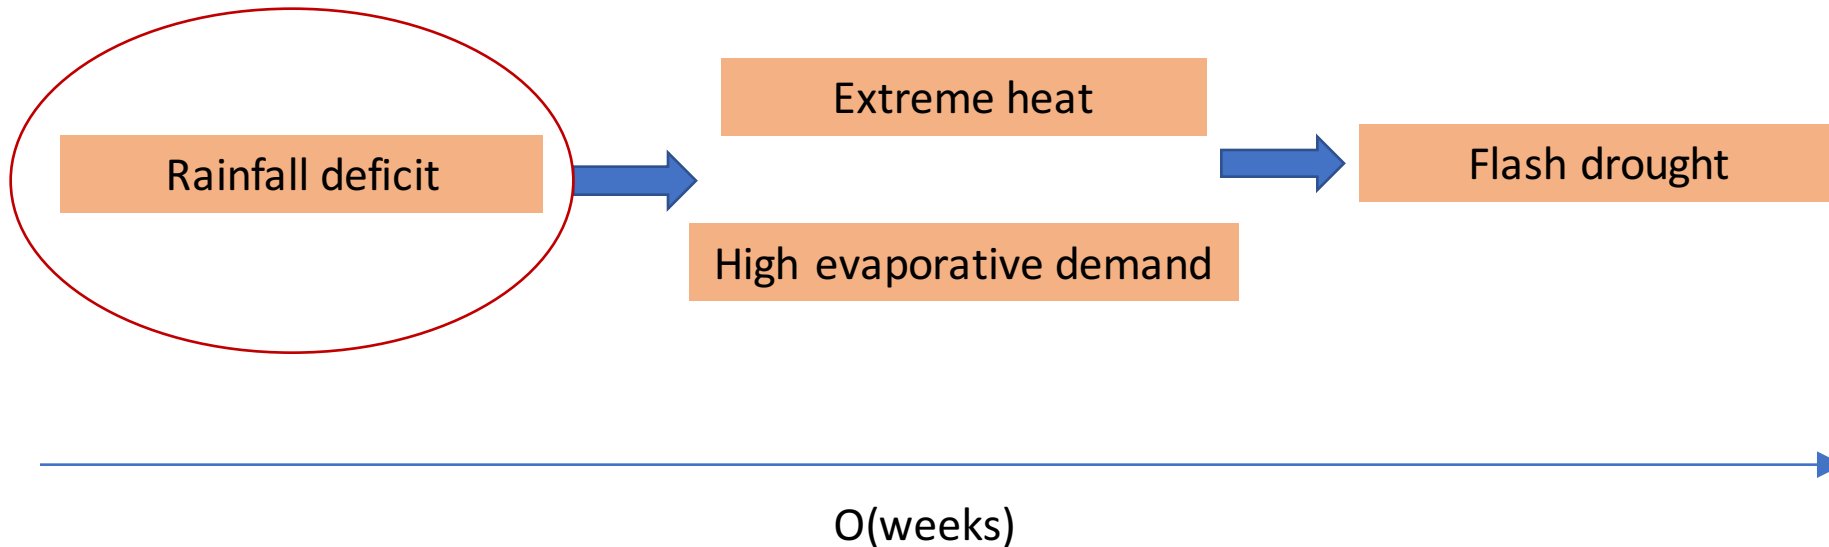 Rainfall deficit
Extreme heat
High evaporative demand
Flash drought
O(weeks)